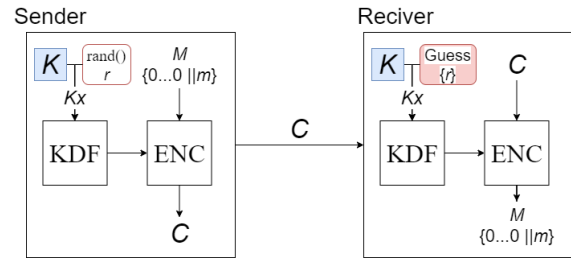 Sender
K
rand()
r
M
{0...0 ||m}
Kx
KDF
ENC
C
C
Reciver
K
Guess
{r}
C
Kx
KDF
ENC
M
{0...0 ||m}